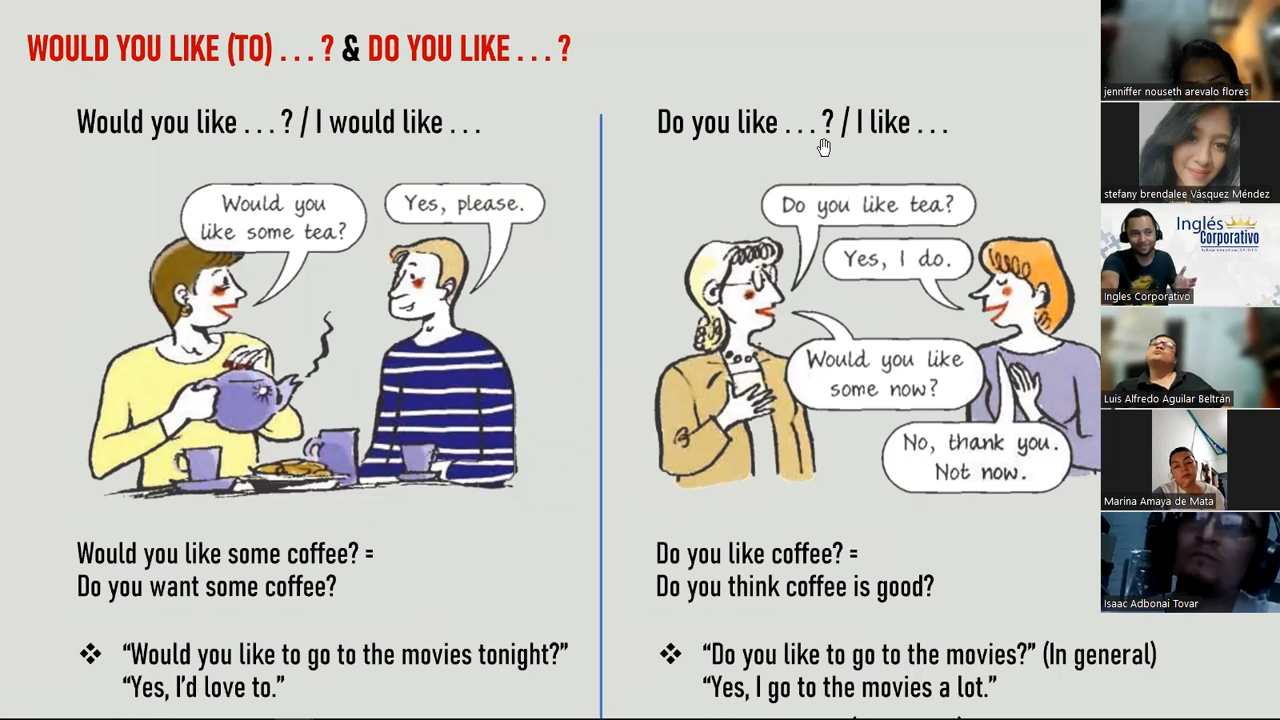 WOULD YOU LIKE (TO) . . . ? & DO YOU LIKE . . . ?
Would you like . . . ? / I would like . . .
Would you
like some tea?
Yes, please.
Would you like some coffee? =
Do you want some coffee?
❖ “Would you like to go to the movies tonight?”
“Yes, I’d love to.”
Do you like . . . ? / I like . . .
Do you like tea?
Yes, I do.
Would you like
some now?
No, thank you.
Not now.
Do you like coffee? =
Do you think coffee is good?
❖ “Do you like to go to the movies?” (In general)
“Yes, I go to the movies a lot.”
jenniffer nouseth arevalo flores
stefany brendalee Vásquez Méndez
Inglés
Corporativo
Ingles Corporativo
Luis Alfredo Aguilar Beltrán
Marina Amaya de Mata
Isaac Adbonai Tovar